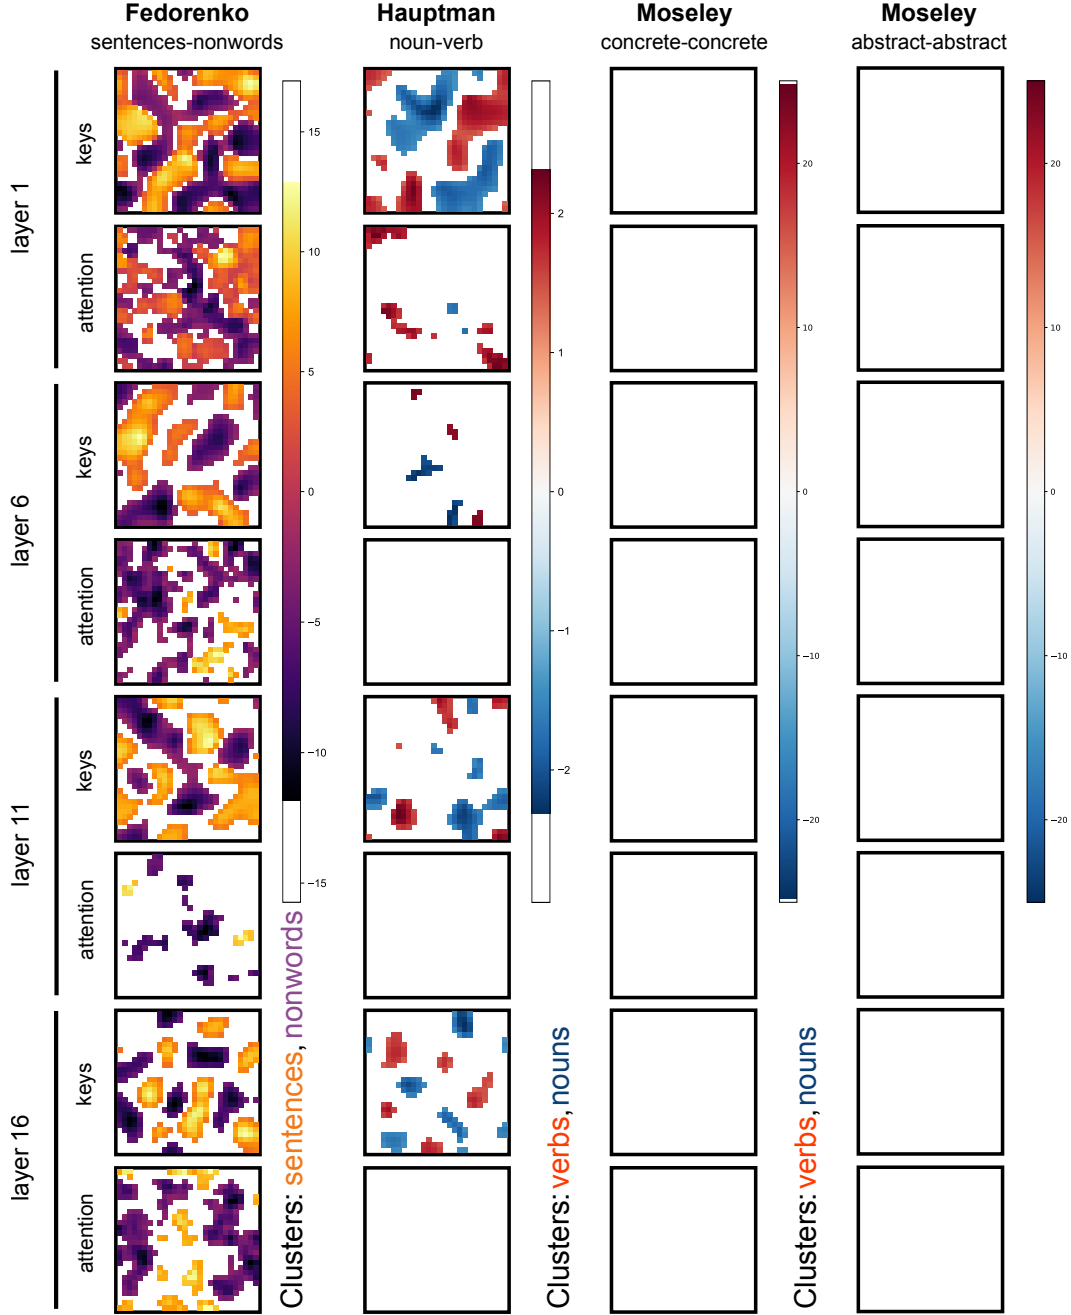 Fedorenko
sentences-nonwords
Hauptman
noun-verb
Moseley
concrete-concrete
Moseley
abstract-abstract
layer 1
keys
attention
layer 6
keys
attention
layer 11
keys
attention
layer 16
keys
attention
15
10
5
0
−5
−10
−15
Clusters: sentences, nonwords
2
1
0
−1
−2
Clusters: verbs, nouns
20
10
0
−10
−20
Clusters: verbs, nouns
20
10
0
−10
−20